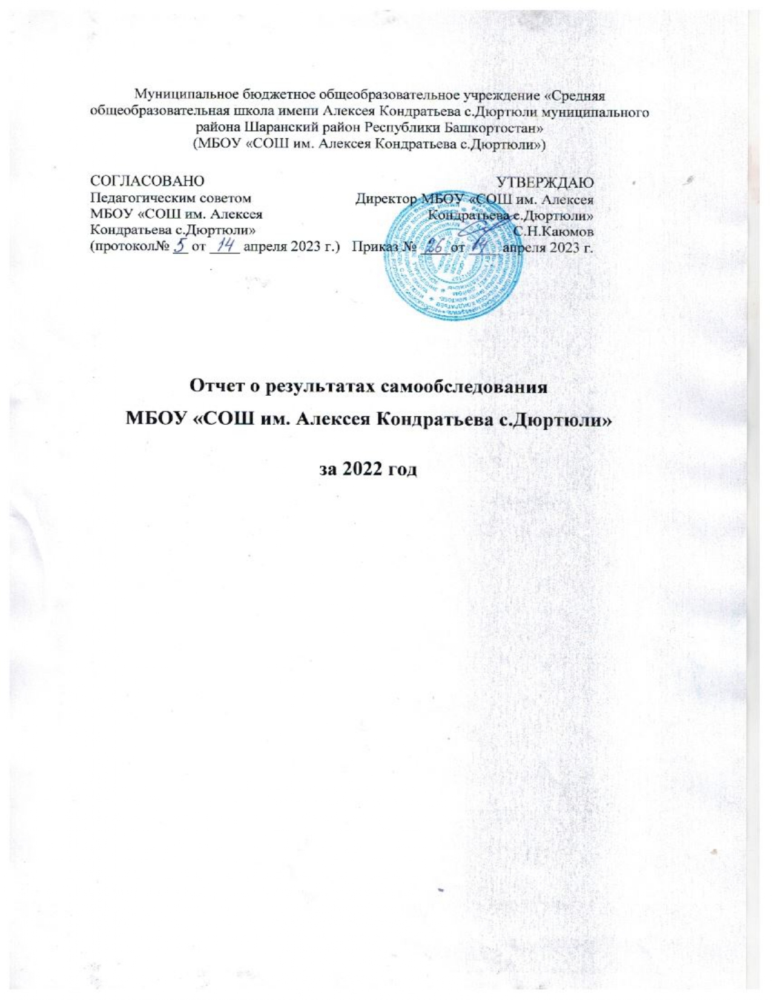 Муниципальное бюджетное общеобразовательное учреждение «Средняя
общеобразовательная школа имени Алексея Кондратьева с.Дюртюли муниципального
района Шаранский район Республики Башкортостан»
(МБОУ «СОШ им. Алексея Кондратьева с.Дюртюли»)
СОГЛАСОВАНО
Педагогическим советом
МБОУ «СОШ им. Алексея
Кондратьева с.Дюртюли»
(протокол№ 5 от 14 апреля 2023 г.)
УТВЕРЖДАЮ
Директор МБОУ «СОШ им. Алексея
Кондратьева с.Дюртюли»
С.Н.Каюмов
Приказ № 26 от 14 апреля 2023 г.
Отчет о результатах самообследования
МБОУ «СОШ им. Алексея Кондратьева с.Дюртюли»
за 2022 год